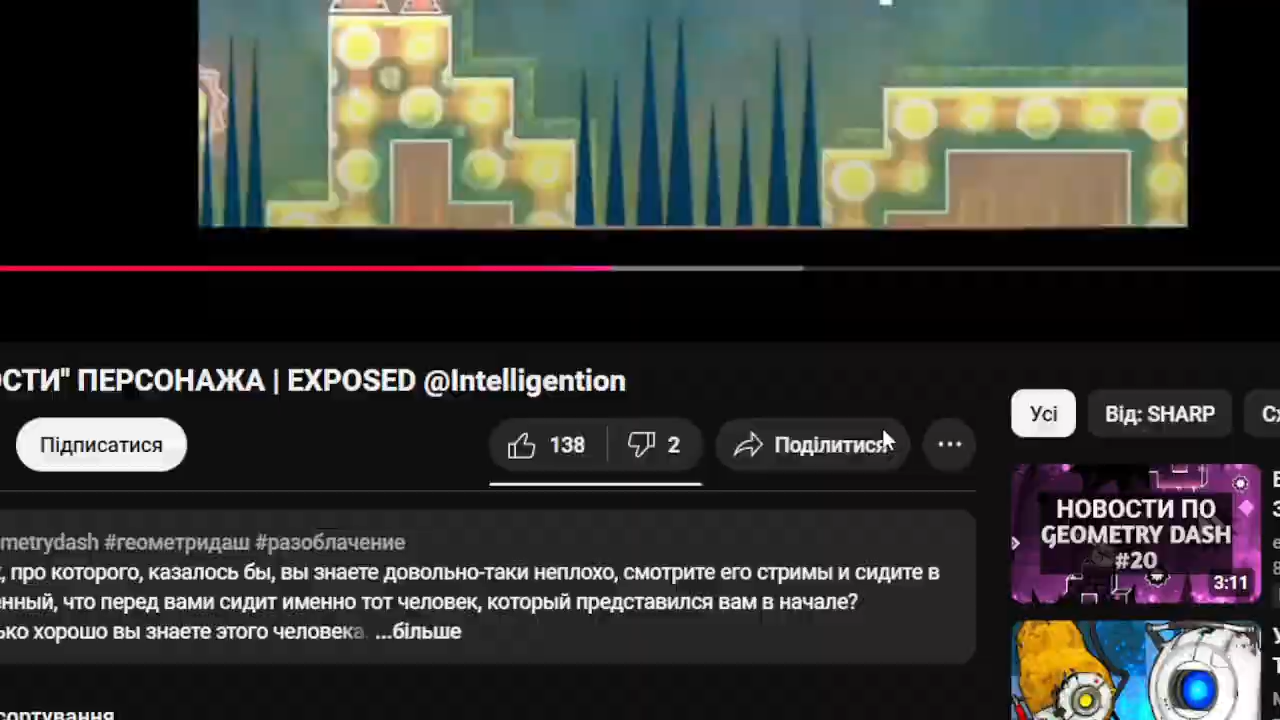 ОСТИ" ПЕРСОНАЖА | EXPOSED @Intelligention
Підписатися
138
2
Поділитися
Усі
Від: SHARP
НОВОСТИ ПО
GEOMETRY DASH
#20
3:11
metrydash #геометридаш #разоблачение
, про которого, казалось бы, вы знаете довольно-таки неплохо, смотрите его стримы и сидите в
енный, что перед вами сидит именно тот человек, который представился вам в начале?
ько хорошо вы знаете этого человека ...більше
сортування